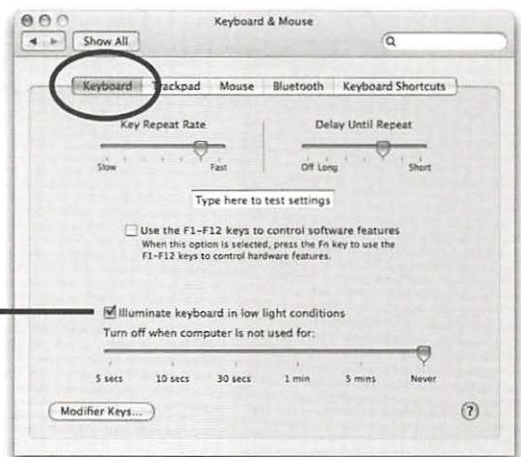 Keyboard & Mouse
Show All
Keyboard Trackpad Mouse Bluetooth Keyboard Shortcuts
Key Repeat Rate Delay Until Repeat
Slow Fast Off Long Short
Type here to test settings
Use the F1-F12 keys to control software features
When this option is selected, press the Fn key to use the
F1-F12 keys to control hardware features.
Illuminate keyboard in low light conditions
Turn off when computer is not used for:
5 secs 10 secs 30 secs 1 min 5 mins Never
Modifier Keys... ?